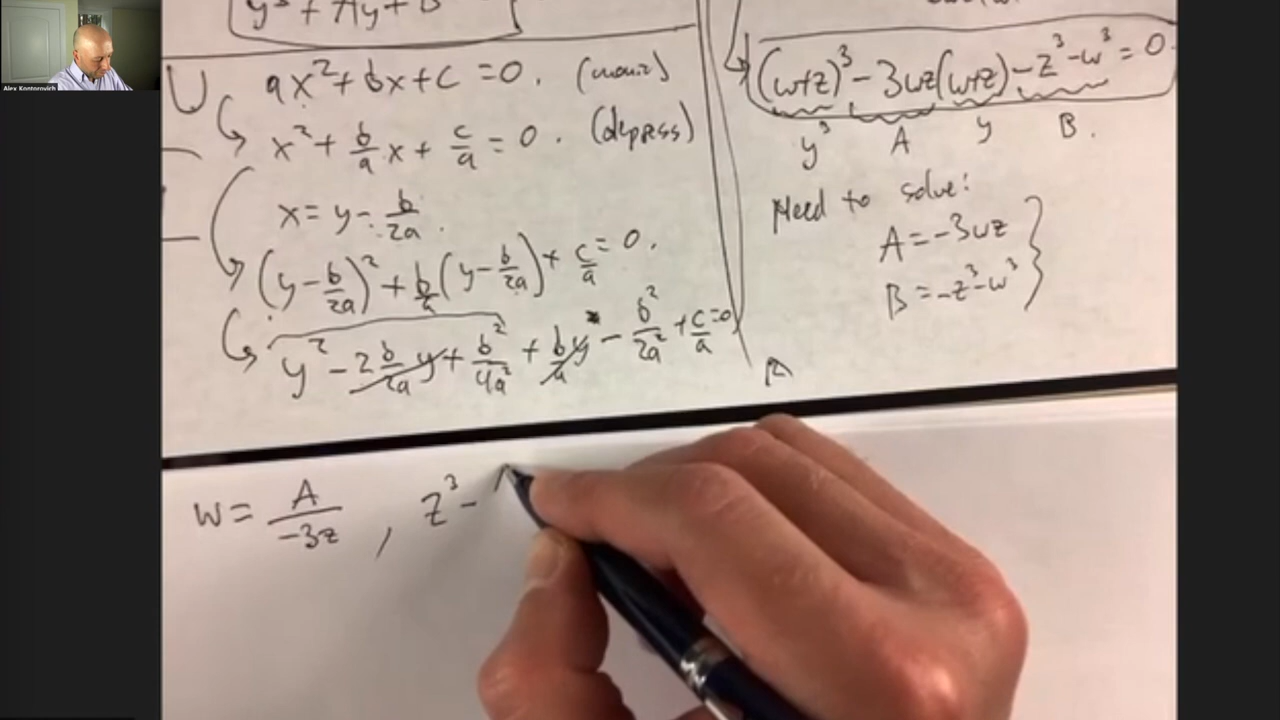 y³ + Ay + B
ax² + bx + c = 0. (monic)
x² + b/a x + c/a = 0. (depress)
x = y - b/2a.
(y - b/2a)² + b/a (y - b/2a) + c/a = 0.
y² - 2b/2a y + b²/4a² + b/a y - b²/2a² + c/a = 0
(w+z)³ - 3wz(w+z) - z³ - w³ = 0
y³ A y B.
Need to solve:
A = -3wz
B = -z³ - w³
w = A/-3z , z³ -
Alex Kontorovich